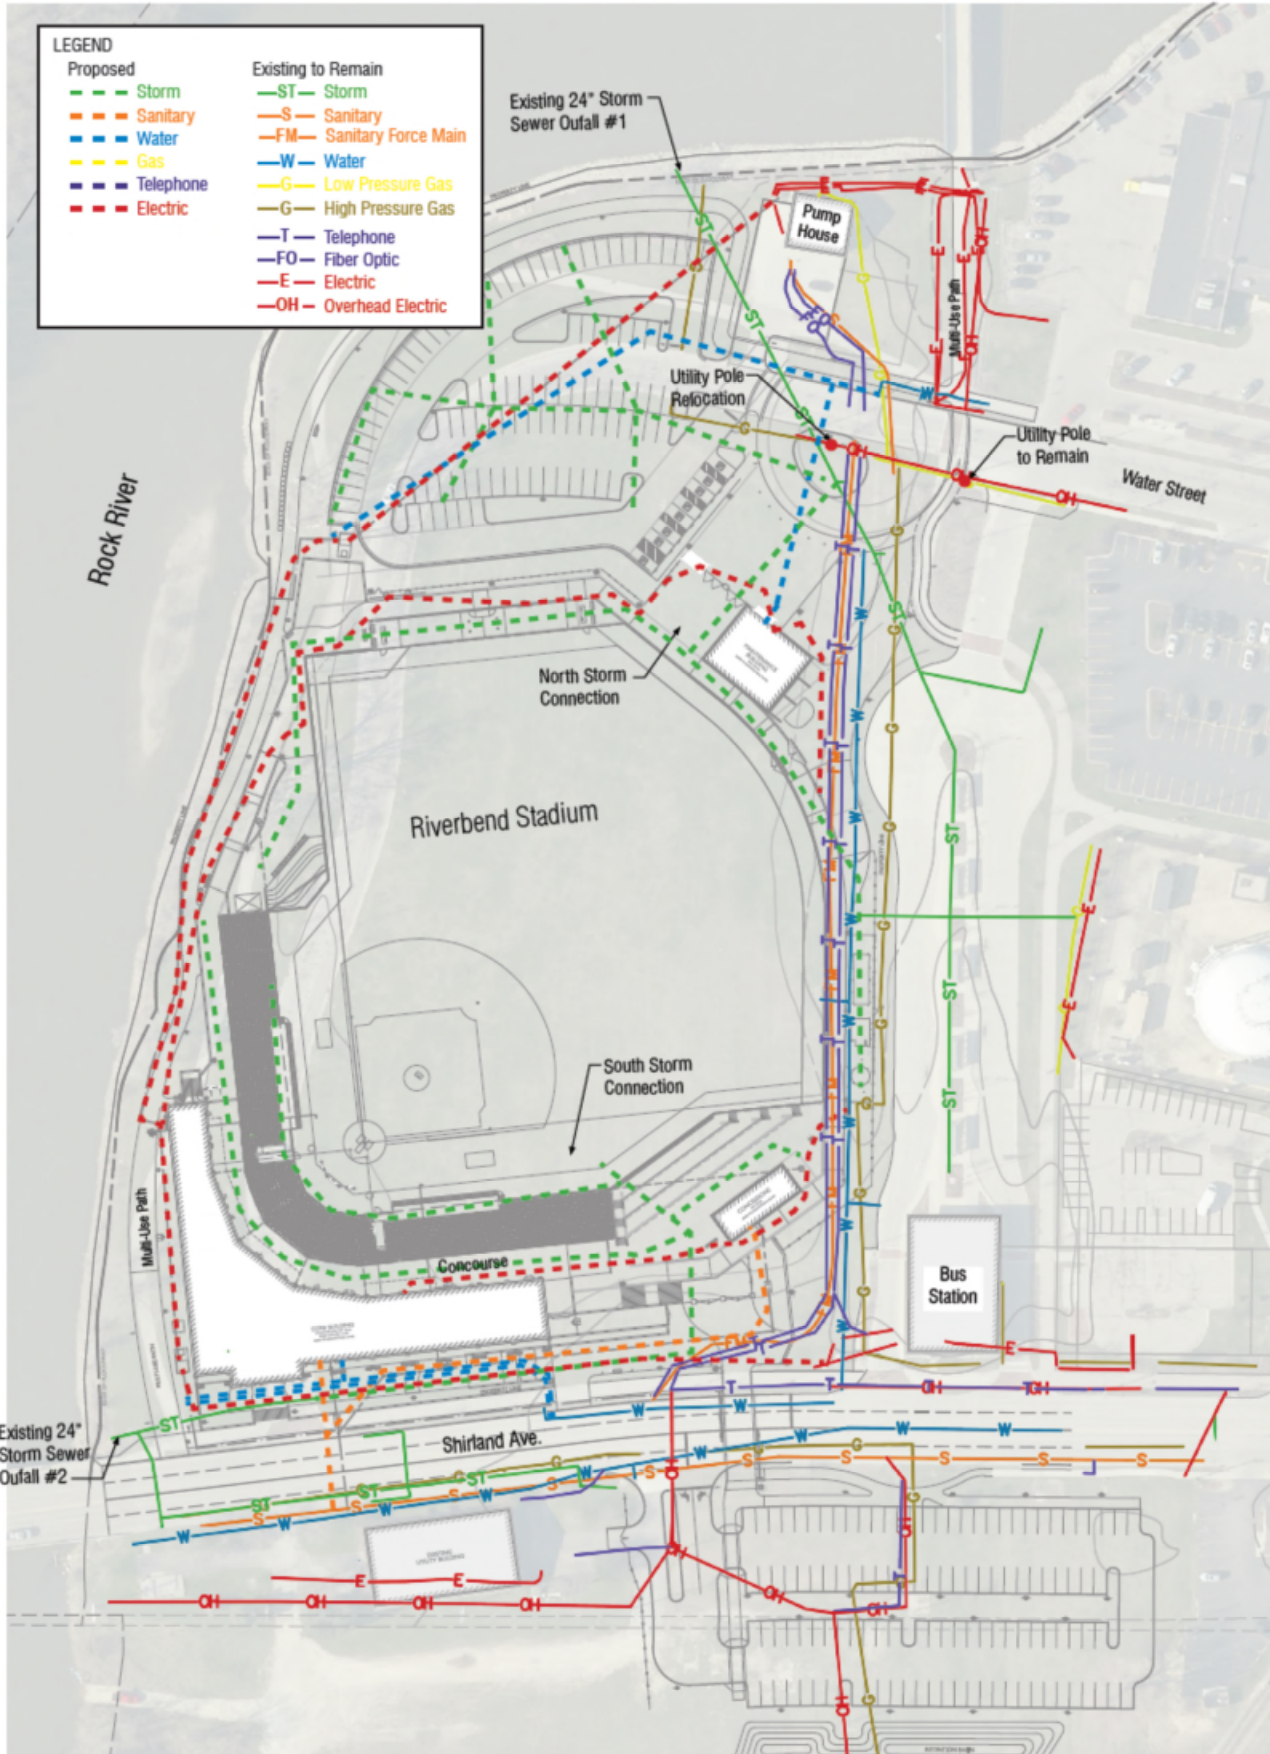 LEGEND
Proposed
Storm
Sanitary
Water
Gas
Telephone
Electric
Existing to Remain
ST Storm
S Sanitary
FM Sanitary Force Main
W Water
G Low Pressure Gas
G High Pressure Gas
T Telephone
FO Fiber Optic
E Electric
OH Overhead Electric
Existing 24" Storm
Sewer Oufall #1
Pump
House
Multi-Use Path
Utility Pole
Relocation
Utility Pole
to Remain
Water Street
Rock River
North Storm
Connection
Riverbend Stadium
South Storm
Connection
Multi-Use Path
Concourse
Bus
Station
Existing 24"
Storm Sewer
Oufall #2
Shirland Ave.
EXISTING
UTILITY BUILDING